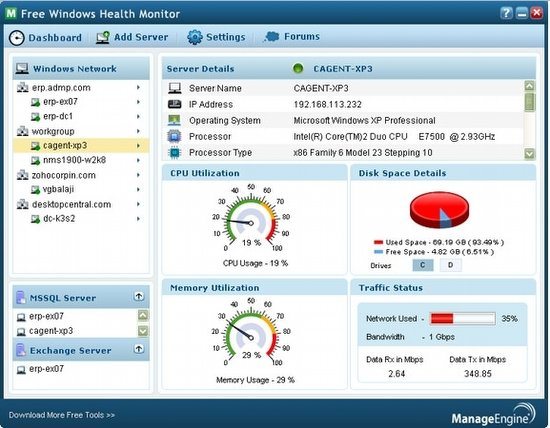 M Free Windows Health Monitor
Dashboard Add Server Settings Forums
Windows Network
erp.admp.com
erp-ex07
erp-dc1
workgroup
cagent-xp3
nms1900-w2k8
zohocorpin.com
vgbalaji
desktopcentral.com
dc-k3s2
MSSQL Server
erp-ex07
cagent-xp3
Exchange Server
erp-ex07
Server Details CAGENT-XP3
Server Name CAGENT-XP3
IP Address 192.168.113.232
Operating System Microsoft Windows XP Professional
Processor Intel(R) Core(TM)2 Duo CPU E7500 @ 2.93GHz
Processor Type x86 Family 6 Model 23 Stepping 10
CPU Utilization
0 10 20 30 40 50 60 70 80 90 100
19 %
CPU Usage - 19 %
Disk Space Details
Used Space - 69.19 GB ( 93.49% )
Free Space - 4.82 GB ( 6.51% )
Drives C D
Memory Utilization
0 10 20 30 40 50 60 70 80 90 100
29 %
Memory Usage - 29 %
Traffic Status
Network Used - 35%
Bandwidth - 1 Gbps
Data Rx in Mbps Data Tx in Mbps
2.64 348.85
Download More Free Tools >>
ManageEngine